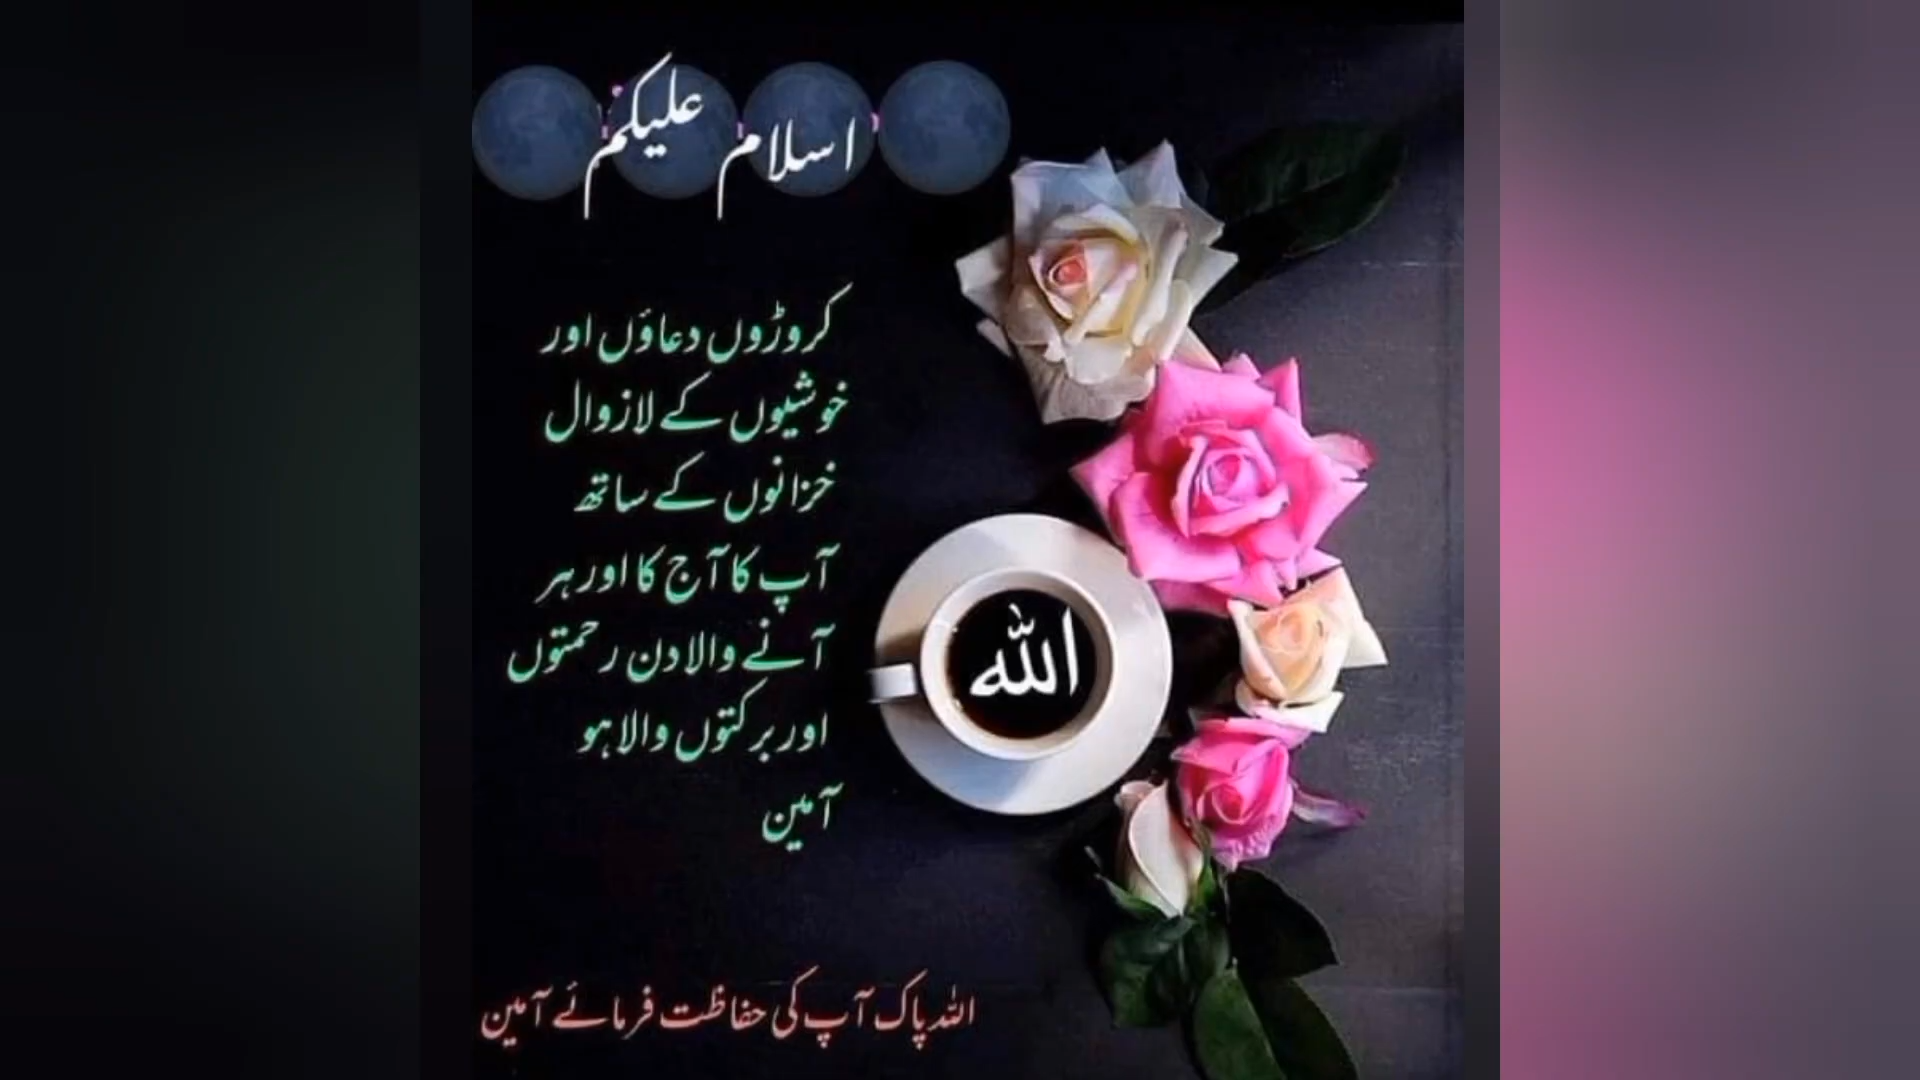 اسلام علیکم
کروڑوں دعاؤں اور
خوشیوں کے لازوال
خزانوں کے ساتھ
آپ کا آج کا اور ہر
آنے والا دن رحمتوں
اور برکتوں والا ہو
آمین
الله
اللہ پاک آپ کی حفاظت فرمائے آمین